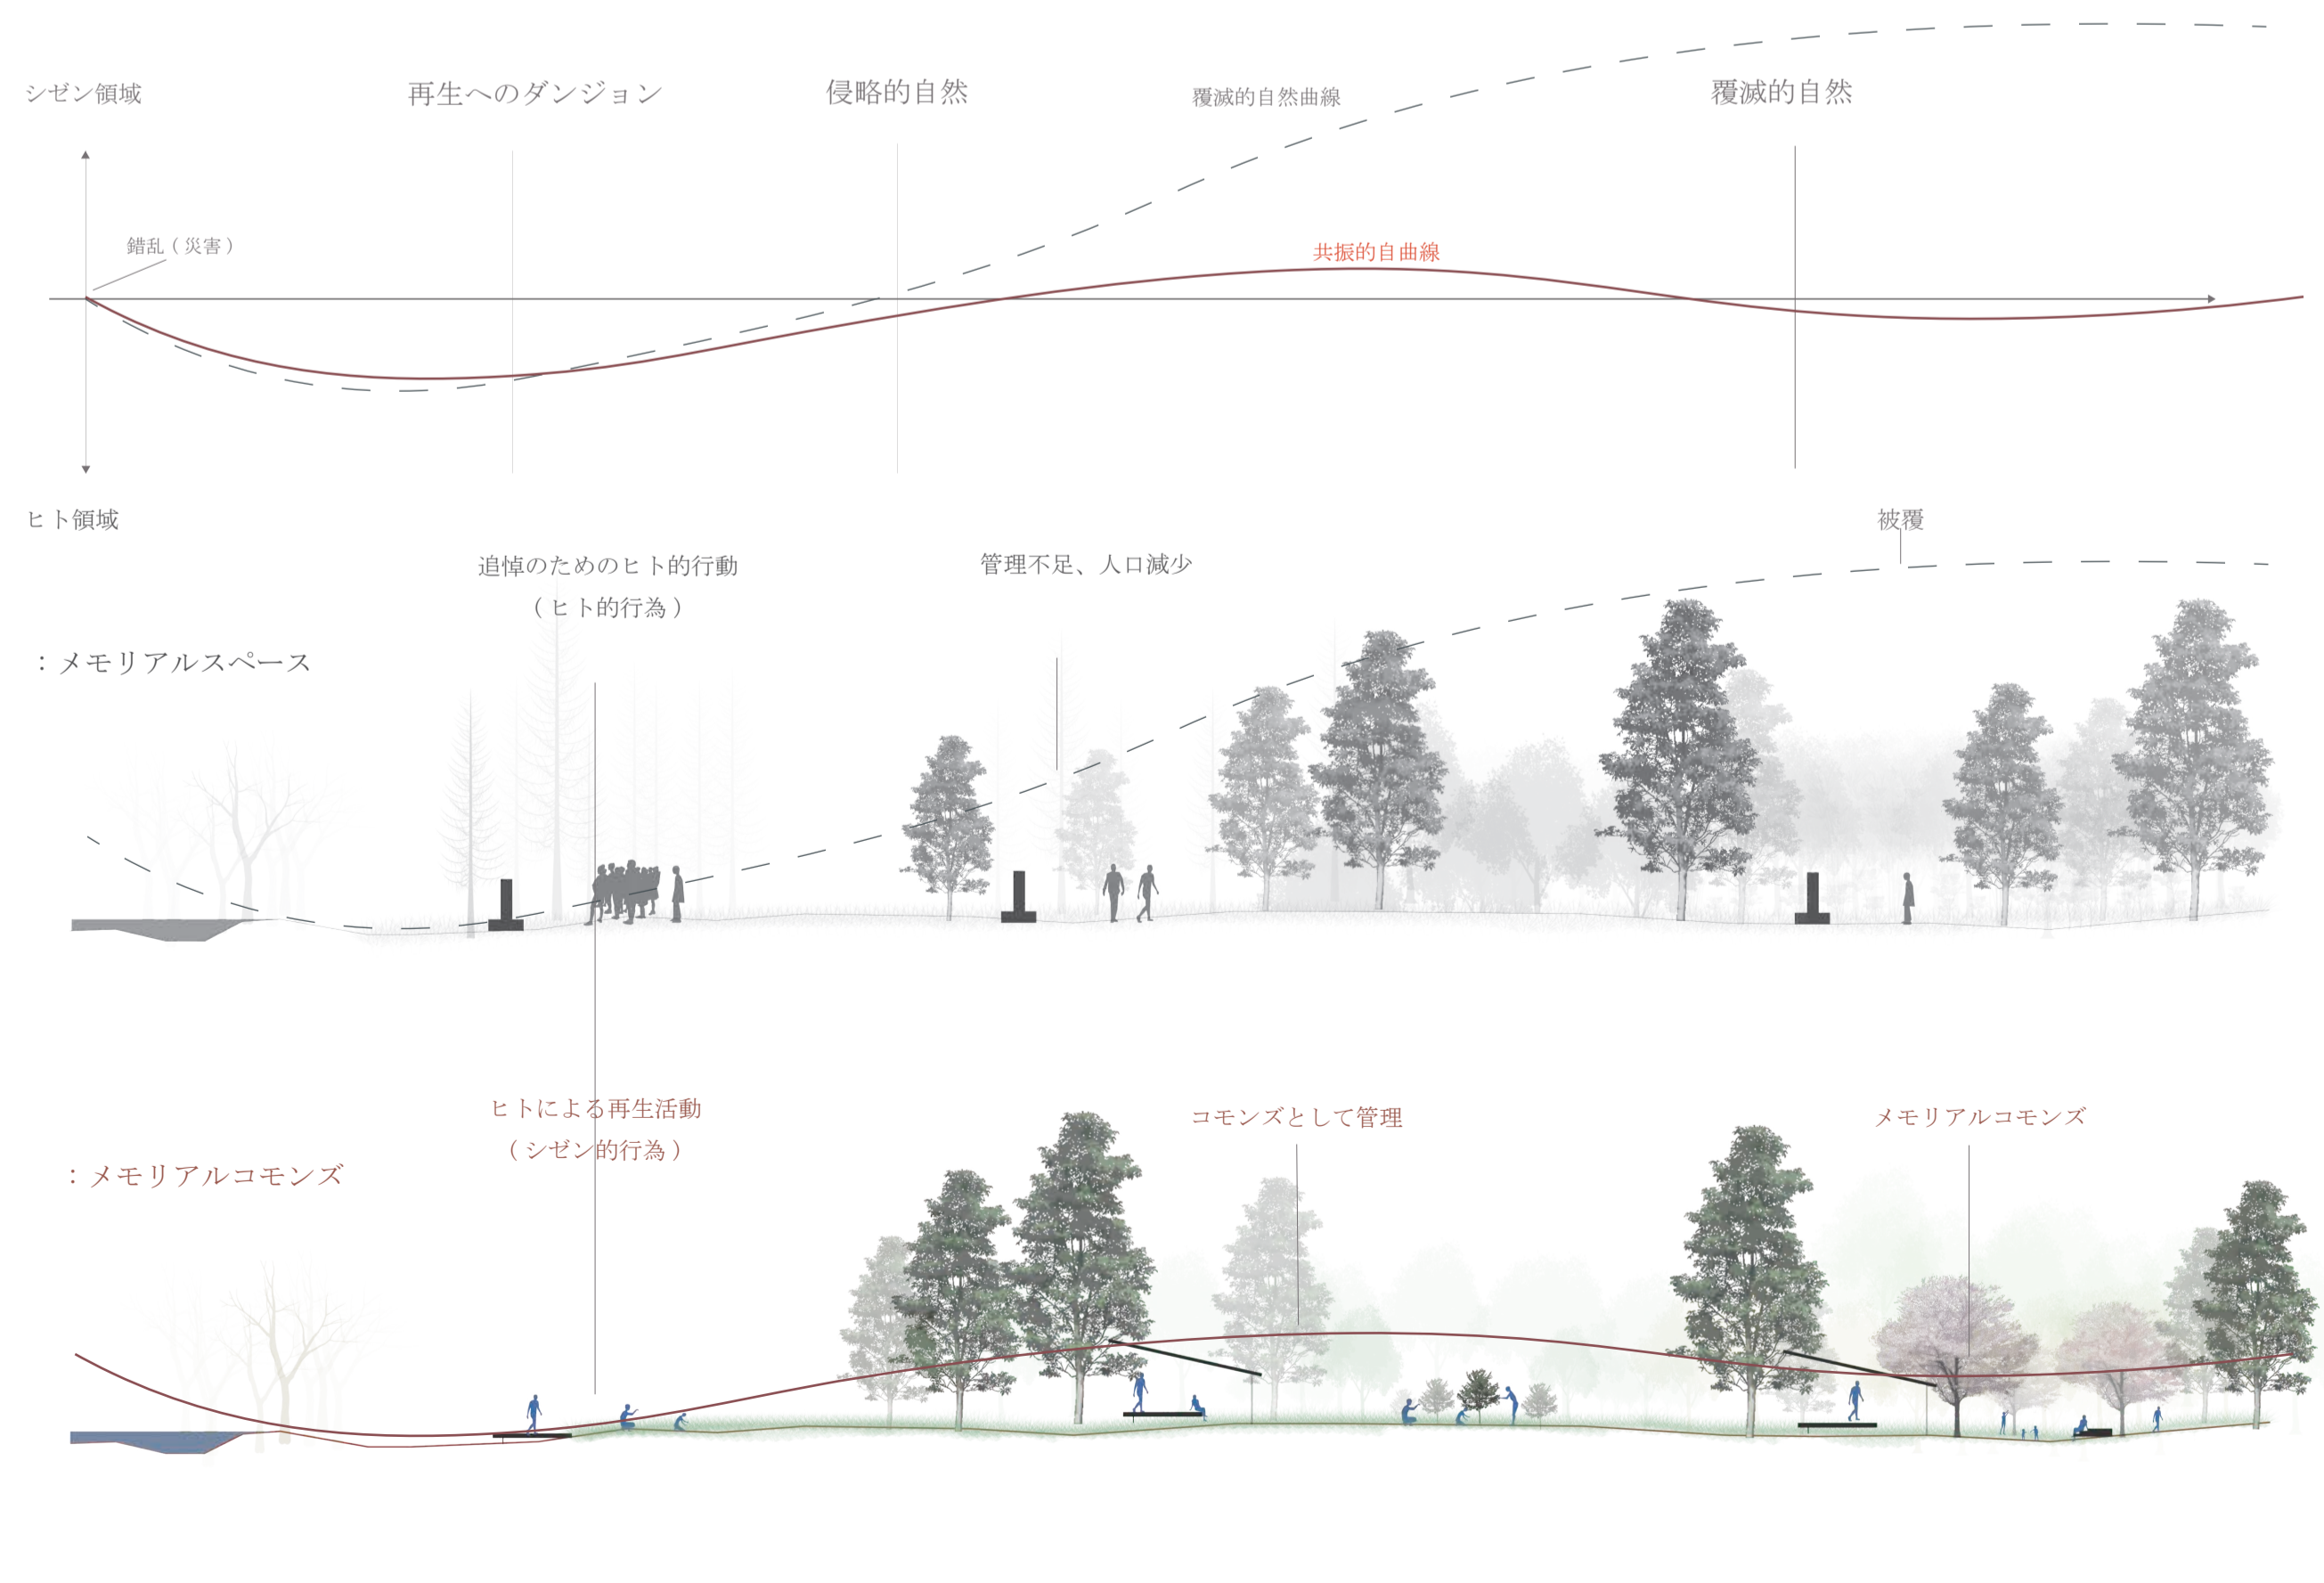 シゼン領域
再生へのダンジョン
侵略的自然
覆滅的自然曲線
覆滅的自然
錯乱（災害）
共振的自曲線
ヒト領域
被覆
追悼のためのヒト的行動
（ヒト的行為）
管理不足、人口減少
：メモリアルスペース
ヒトによる再生活動
（シゼン的行為）
コモンズとして管理
メモリアルコモンズ
：メモリアルコモンズ